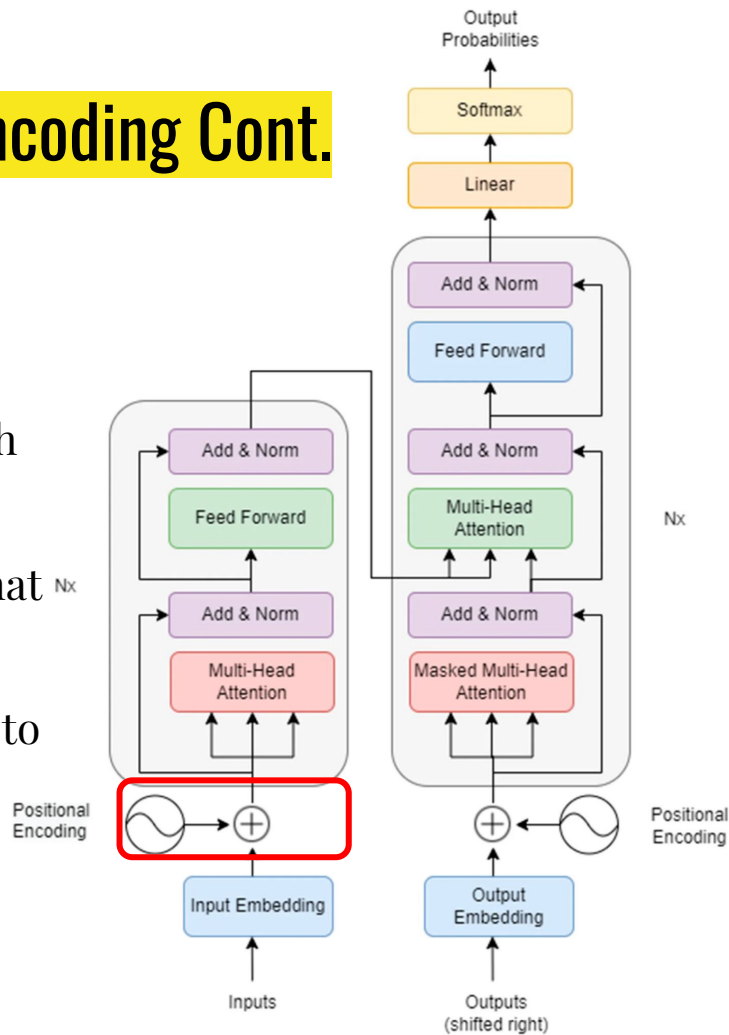 ncoding Cont.
h
hat
to
Output
Probabilities
Softmax
Linear
Add & Norm
Feed Forward
Add & Norm
Multi-Head
Attention
Nx
Add & Norm
Masked Multi-Head
Attention
Positional
Encoding
Output
Embedding
Outputs
(shifted right)
Add & Norm
Feed Forward
Nx
Add & Norm
Multi-Head
Attention
Positional
Encoding
Input Embedding
Inputs